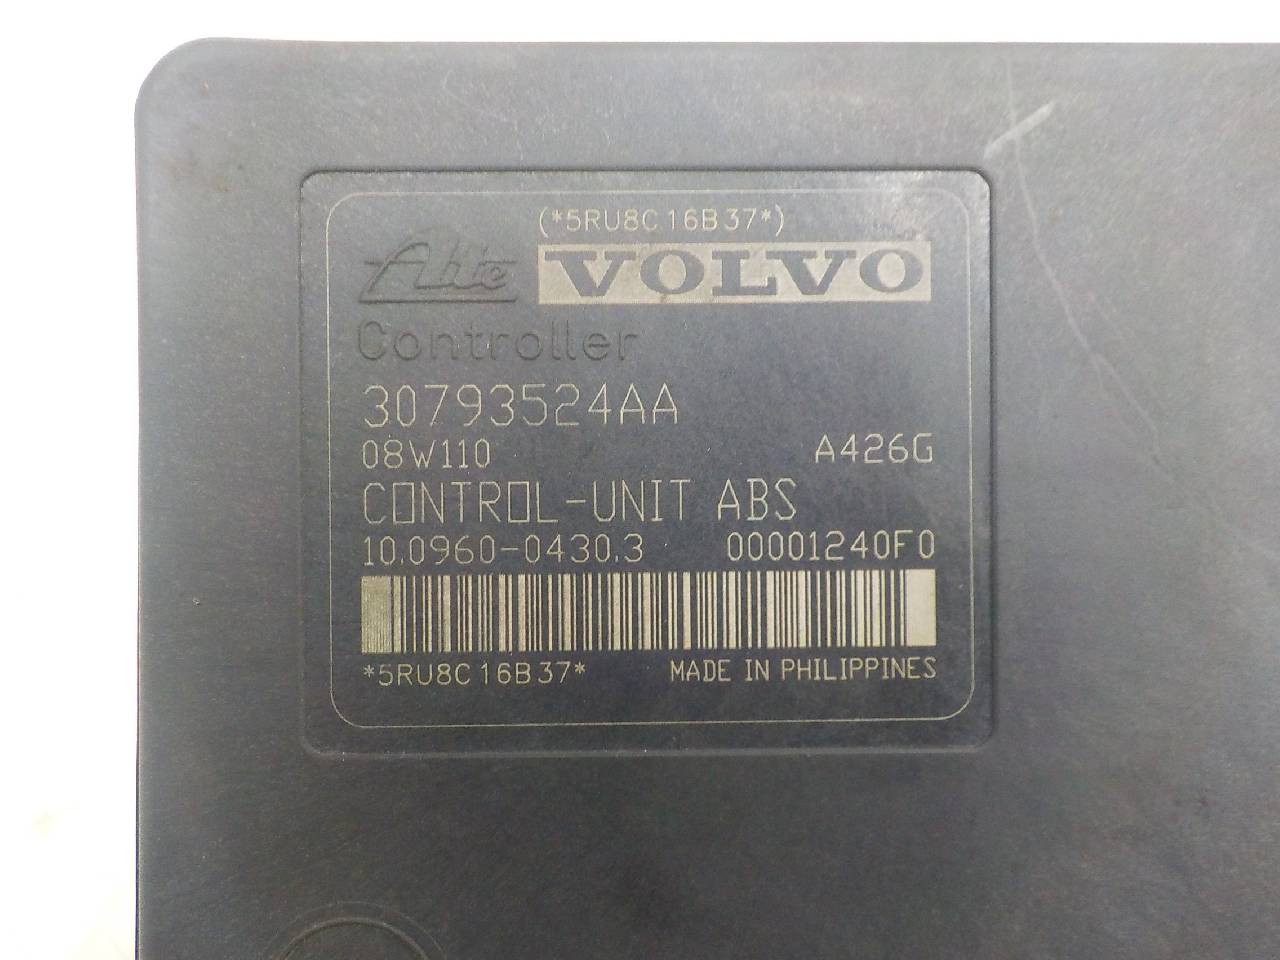 (*5RU8C16B37*)
Ate VOLVO
Controller
30793524AA
08W110 A426G
CONTROL-UNIT ABS
10.0960-0430.3 00001240F0
*5RU8C16B37* MADE IN PHILIPPINES